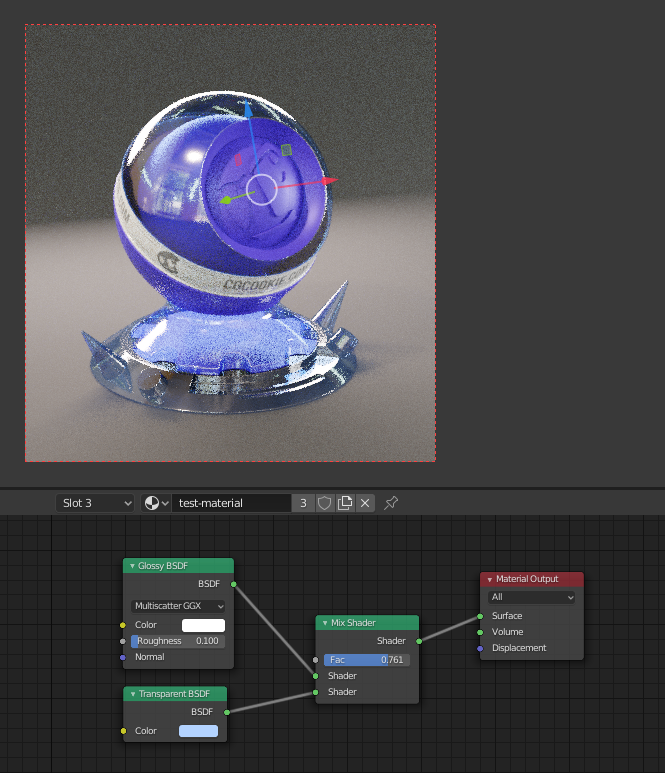 COCOOKIE
Slot 3
test-material
3
Glossy BSDF
BSDF
Multiscatter GGX
Color
Roughness 0.100
Normal
Transparent BSDF
BSDF
Color
Mix Shader
Shader
Fac 0.761
Shader
Shader
Material Output
All
Surface
Volume
Displacement